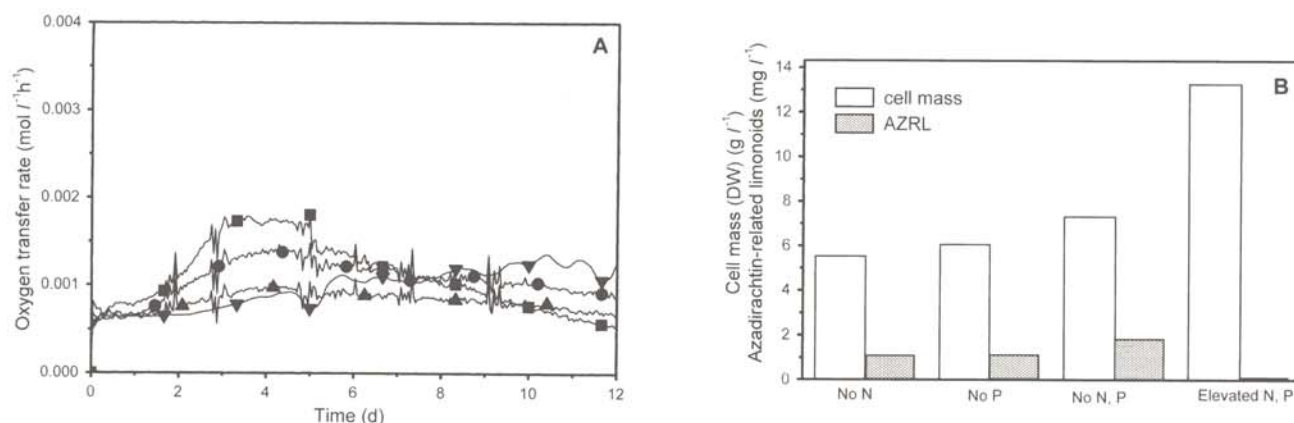 A
Oxygen transfer rate (mol l⁻¹h⁻¹)
0.004
0.003
0.002
0.001
0.000
0 2 4 6 8 10 12
Time (d)
B
Cell mass (DW) (g l⁻¹)
Azadirachtin-related limonoids (mg l⁻¹)
14
12
10
8
6
4
2
0
cell mass
AZRL
No N No P No N, P Elevated N, P